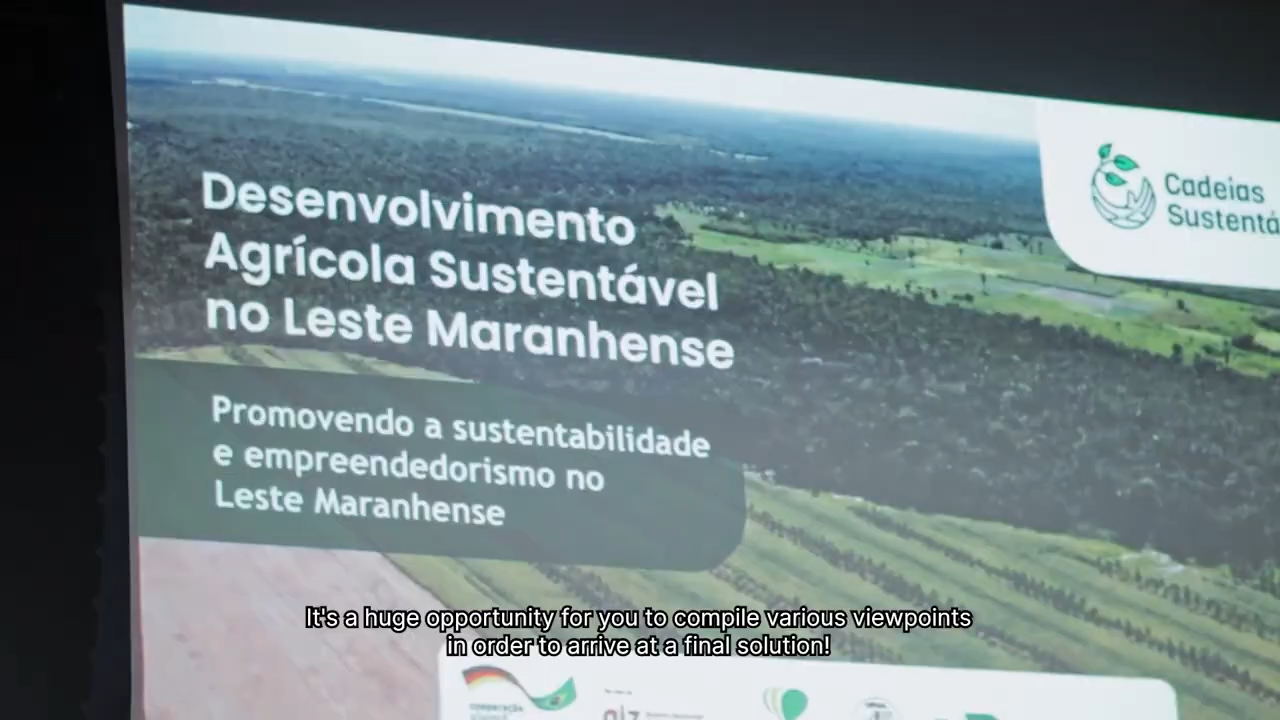 Desenvolvimento
Agrícola Sustentável
no Leste Maranhense
Cadeias
Promovendo a sustentabilidade
e empreendedorismo no
Leste Maranhense
It's a huge opportunity for you to compile various viewpoints
in order to arrive at a final solution!
giz